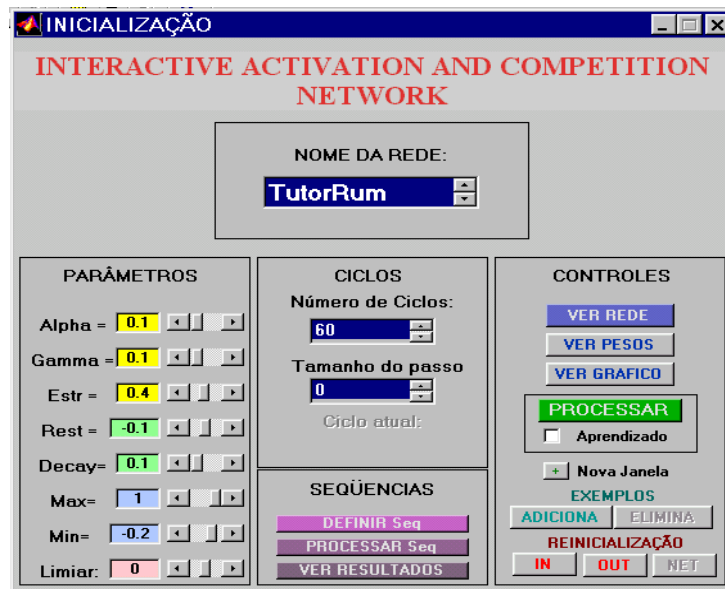 INICIALIZAÇÃO
INTERACTIVE ACTIVATION AND COMPETITION
NETWORK
NOME DA REDE:
TutorRum
PARÂMETROS
Alpha = 0.1
Gamma = 0.1
Estr = 0.4
Rest = -0.1
Decay= 0.1
Max= 1
Min= -0.2
Limiar: 0
CICLOS
Número de Ciclos:
60
Tamanho do passo
0
Ciclo atual:
SEQÜENCIAS
DEFINIR Seq
PROCESSAR Seq
VER RESULTADOS
CONTROLES
VER REDE
VER PESOS
VER GRAFICO
PROCESSAR
Aprendizado
+ Nova Janela
EXEMPLOS
ADICIONA ELIMINA
REINICIALIZAÇÃO
IN OUT NET